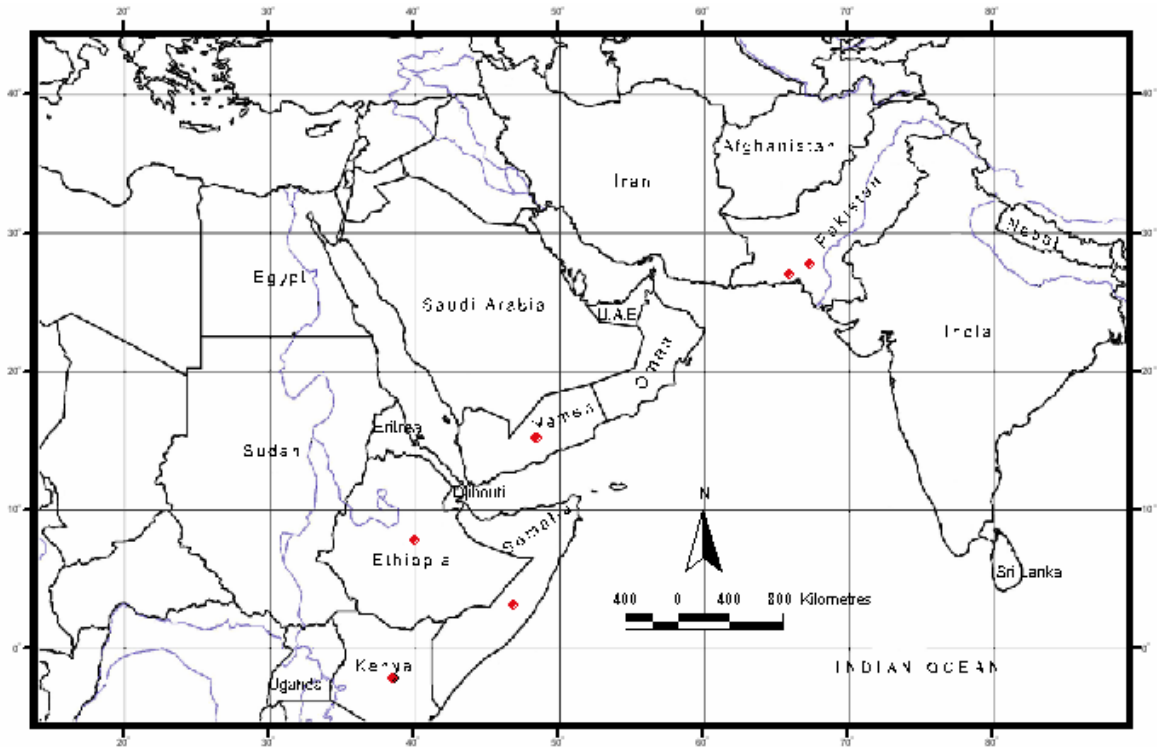 20° 30° 40° 50° 60° 70° 80°
40° 40°
Afghanistan
Iran
Pakistan
30° 30°
Nepal
Egypt
Saudi Arabia
U.A.E
India
Oman
20° 20°
Yemen
Eritrea
Sudan
Djibouti
N
10° 10°
Somalia
Ethiopia
Sri Lanka
400 0 400 800 Kilometres
0° 0°
Kenya
INDIAN OCEAN
Uganda
20° 30° 40° 50° 60° 70° 80°